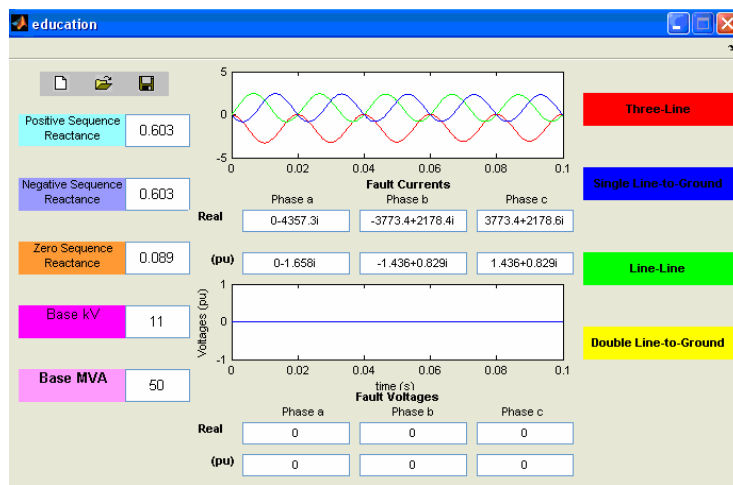 education
Positive Sequence
Reactance
0.603
Negative Sequence
Reactance
0.603
Zero Sequence
Reactance
0.089
Base kV
11
Base MVA
50
5
0
-5
0 0.02 0.04 0.06 0.08 0.1
Fault Currents
Phase a Phase b Phase c
Real 0-4357.3i -3773.4+2178.4i 3773.4+2178.6i
(pu) 0-1.658i -1.436+0.829i 1.436+0.829i
Voltages (pu)
1
0
-1
0 0.02 0.04 0.06 0.08 0.1
time (s)
Fault Voltages
Phase a Phase b Phase c
Real 0 0 0
(pu) 0 0 0
Three-Line
Single Line-to-Ground
Line-Line
Double Line-to-Ground